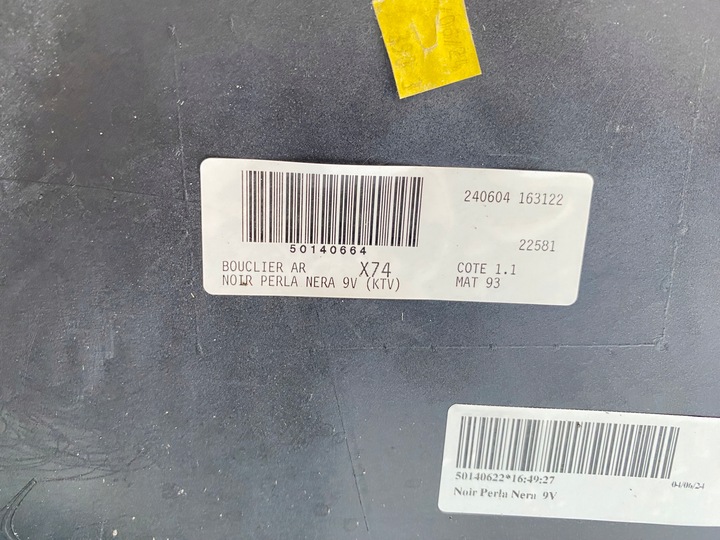 240604 163122
50140664
22581
BOUCLIER AR X74 COTE 1.1
NOIR PERLA NERA 9V (KTV) MAT 93
50140622*16:49:27 04/06/24
Noir Perla Nera 9V